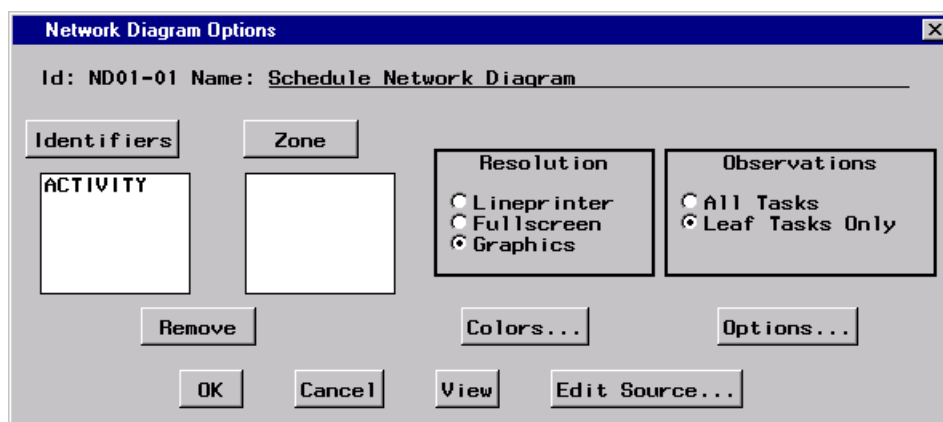 Network Diagram Options
Id: ND01-01 Name: Schedule Network Diagram
Identifiers Zone
Resolution Observations
ACTIVITY
Lineprinter All Tasks
Fullscreen Leaf Tasks Only
Graphics
Remove Colors... Options...
OK Cancel View Edit Source...